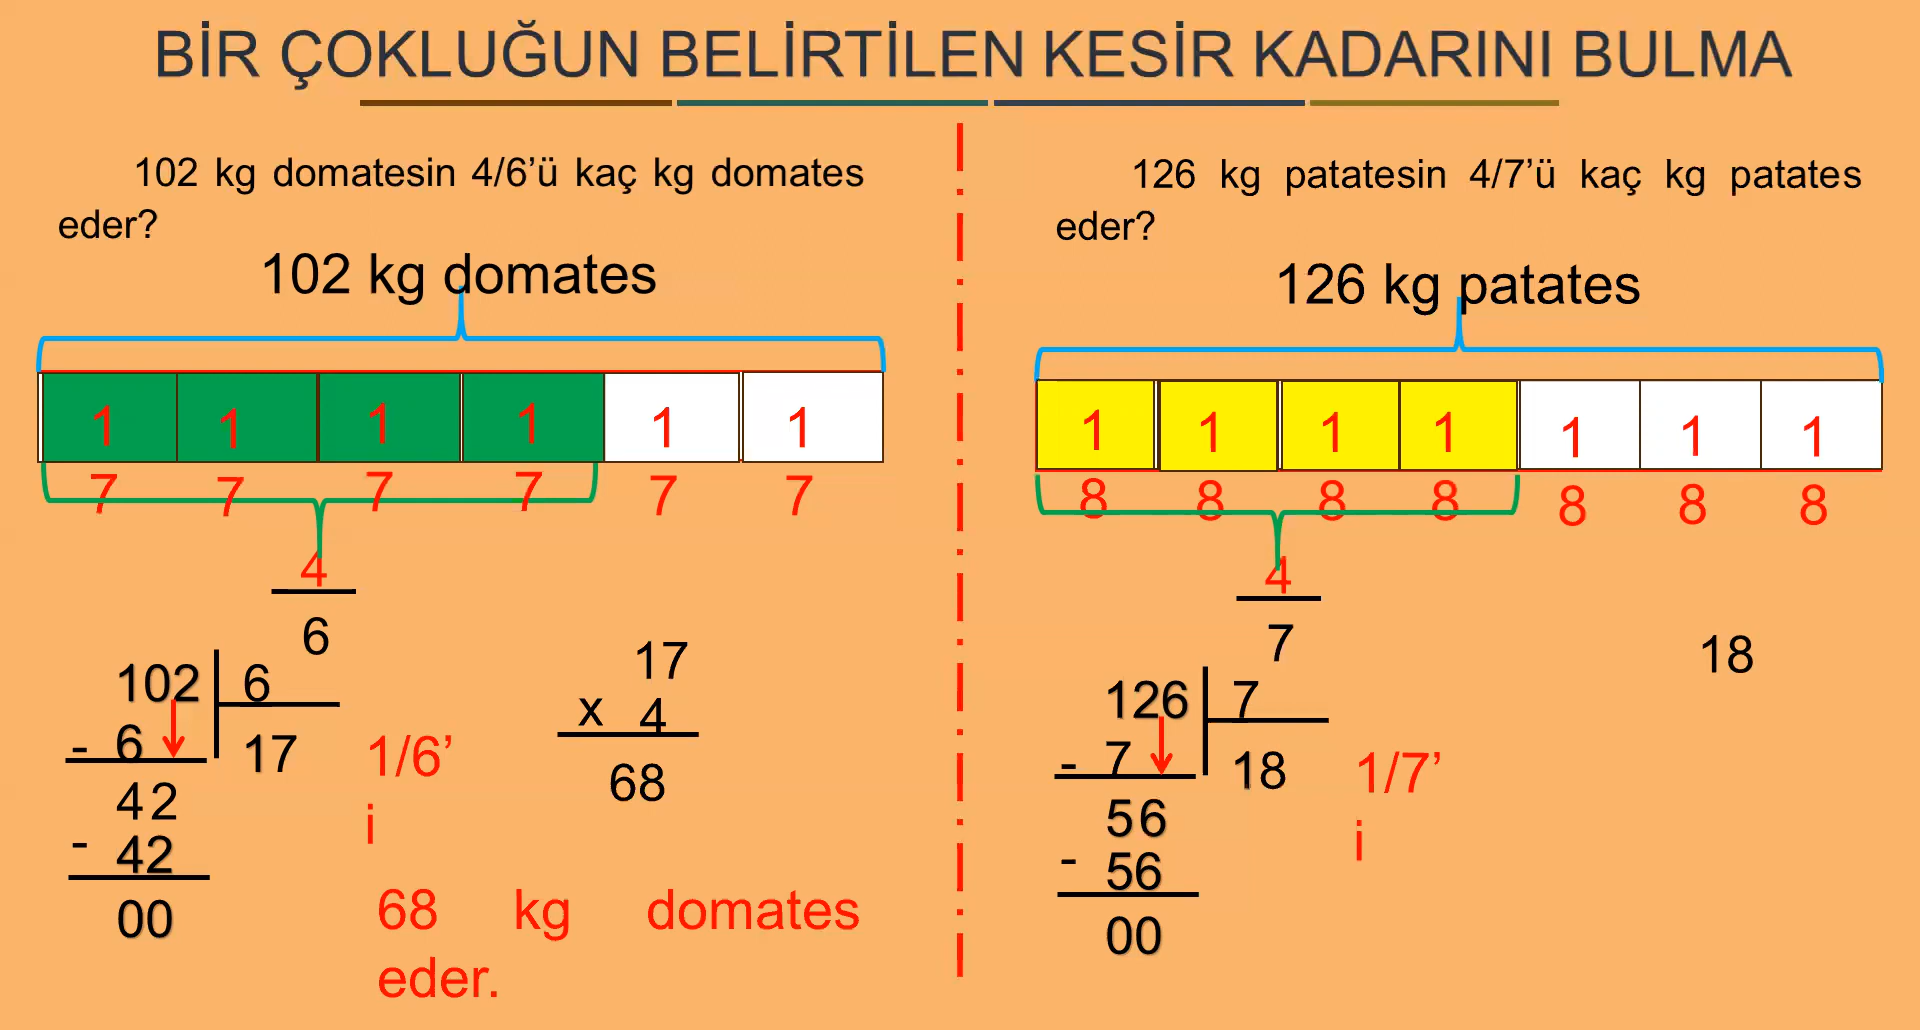 BİR ÇOKLUĞUN BELİRTİLEN KESİR KADARINI BULMA
102 kg domatesin 4/6’ü kaç kg domates
eder?
102 kg domates
1 1 1 1 1 1
7 7 7 7 7 7
4
6
102 6
- 6 17
42
- 42
00
1/6’
i
17
x 4
68
68 kg domates
eder.
126 kg patatesin 4/7’ü kaç kg patates
eder?
126 kg patates
1 1 1 1 1 1 1
8 8 8 8 8 8 8
4
7
126 7
- 7 18
56
- 56
00
1/7’
i
18